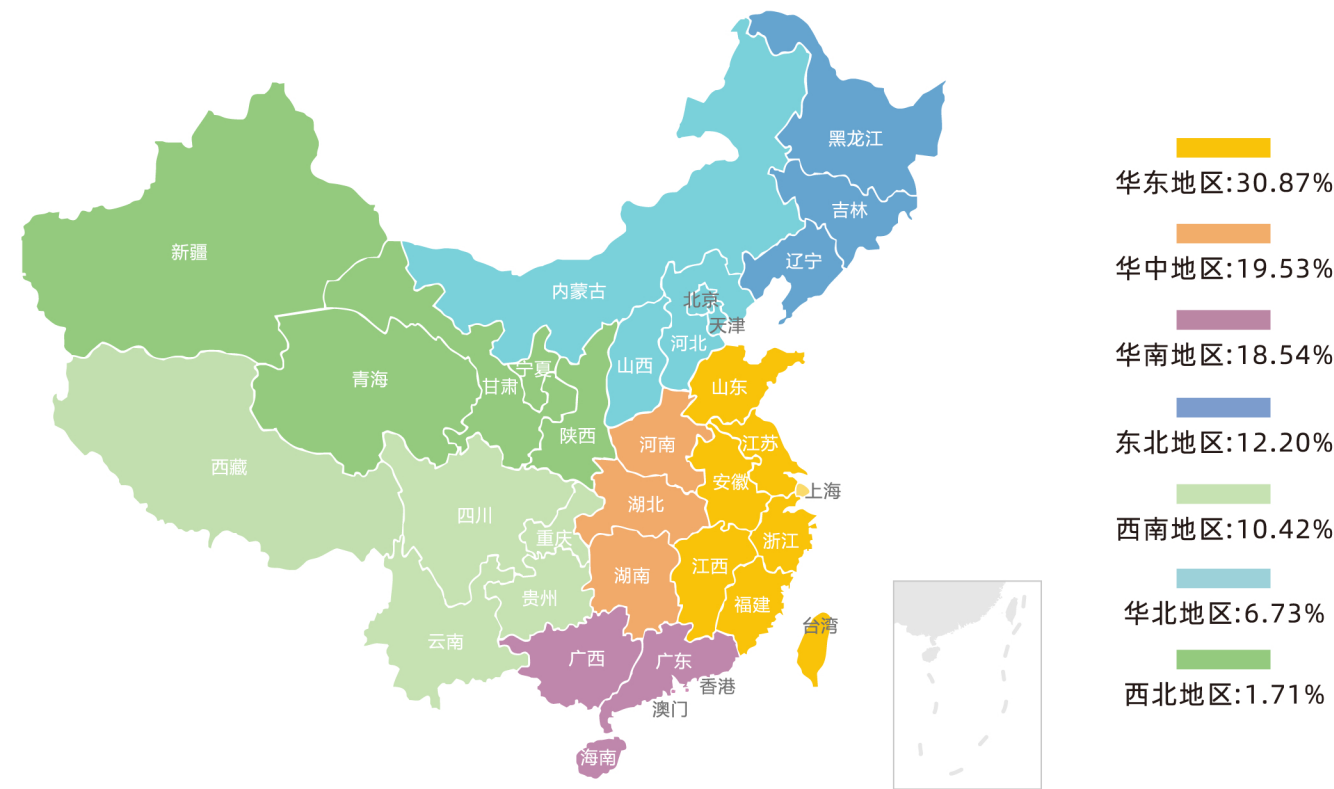 黑龙江
吉林
辽宁
新疆
内蒙古
北京
天津
河北
山西
宁夏
甘肃
青海
山东
陕西
河南
江苏
西藏
安徽
上海
湖北
四川
重庆
浙江
江西
湖南
贵州
福建
台湾
云南
广西
广东
香港
澳门
海南
华东地区:30.87%
华中地区:19.53%
华南地区:18.54%
东北地区:12.20%
西南地区:10.42%
华北地区:6.73%
西北地区:1.71%